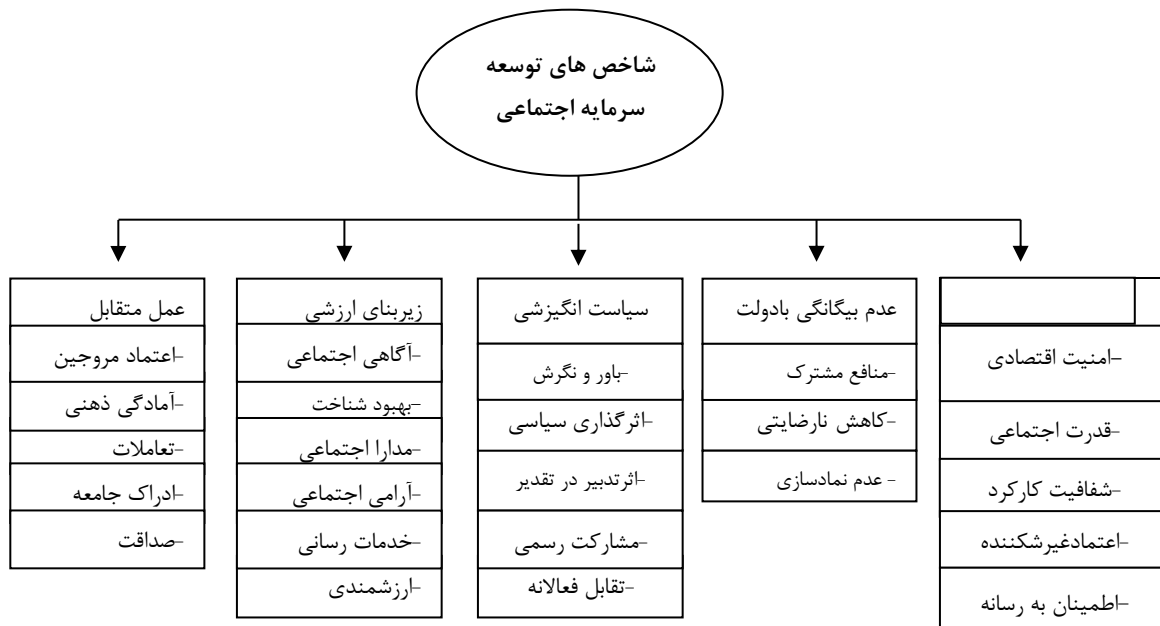 شاخص های توسعه
سرمایه اجتماعی
-امنیت اقتصادی
-قدرت اجتماعی
-شفافیت کارکرد
-اعتمادغیرشکننده
-اطمینان به رسانه
عدم بیگانگی بادولت
-منافع مشترک
-کاهش نارضایتی
- عدم نمادسازی
سیاست انگیزشی
-باور و نگرش
-اثرگذاری سیاسی
-اثرتدبیر در تقدیر
-مشارکت رسمی
-تقابل فعالانه
زیربنای ارزشی
-آگاهی اجتماعی
-بهبود شناخت
-مدارا اجتماعی
-آرامی اجتماعی
-خدمات رسانی
-ارزشمندی
عمل متقابل
-اعتماد مروجین
-آمادگی ذهنی
-تعاملات
-ادراک جامعه
-صداقت